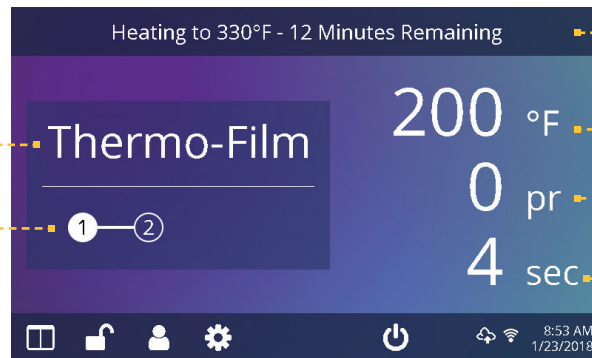 Heating to 330°F - 12 Minutes Remaining
Thermo-Film
1 2
200 °F
0 pr
4 sec
8:53 AM
1/23/2018